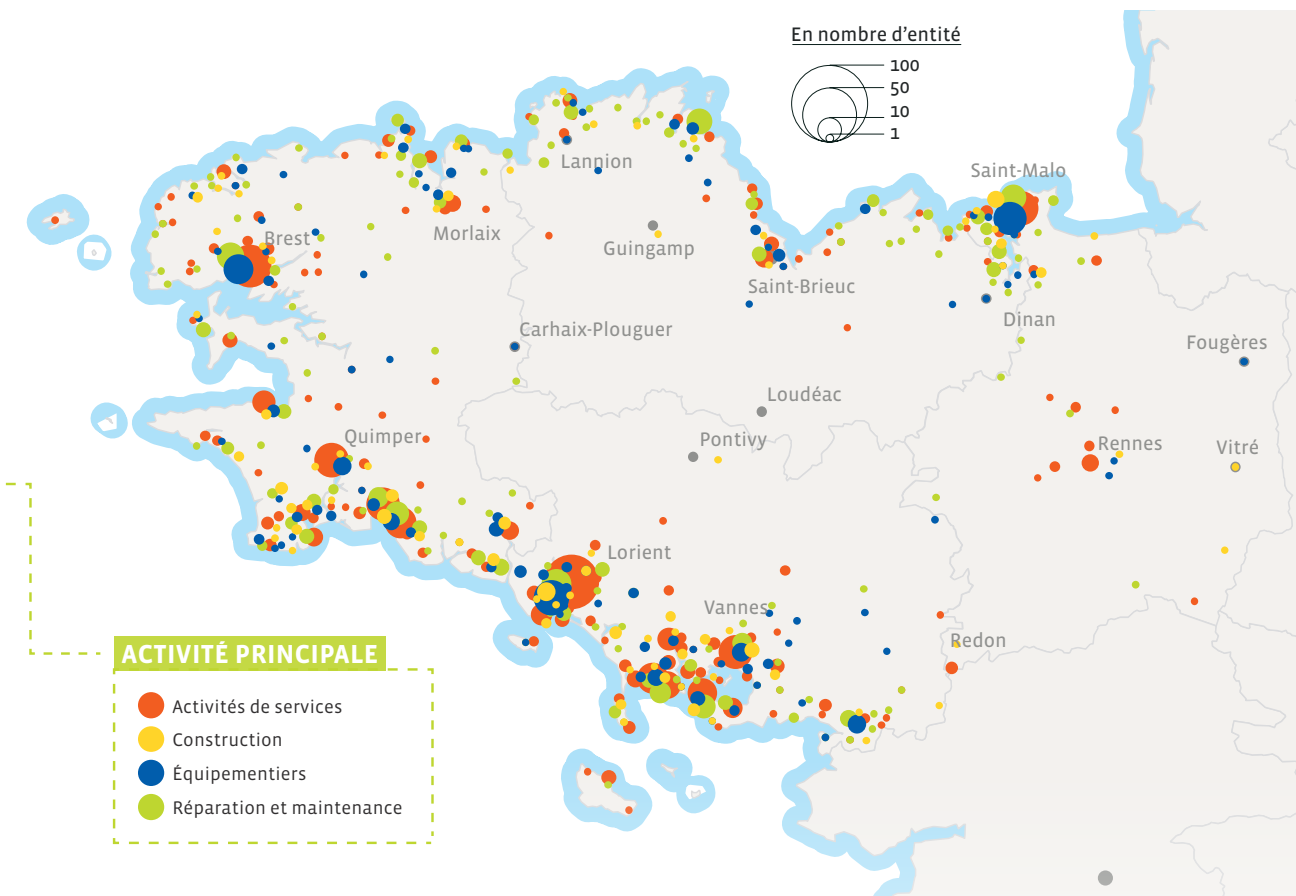 En nombre d'entité
100
50
10
1
Saint-Malo
Lannion
Morlaix
Brest
Guingamp
Saint-Brieuc
Dinan
Carhaix-Plouguer
Fougères
Loudéac
Quimper
Pontivy
Rennes
Vitré
Lorient
Vannes
Redon
ACTIVITÉ PRINCIPALE
Activités de services
Construction
Équipementiers
Réparation et maintenance